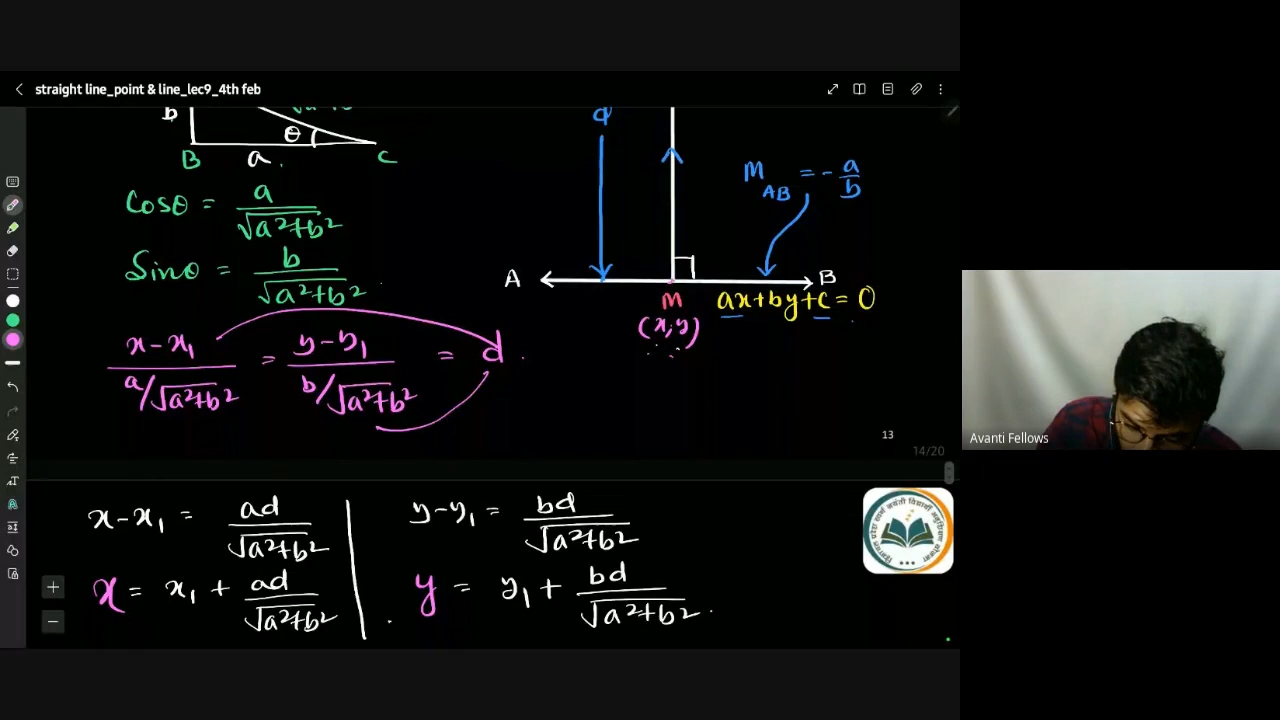 straight line_point & line_lec9_4th feb
b
θ
B a . C
d
M AB = - a/b
Cosθ = a/√a²+b²
Sinθ = b/√a²+b²
A B
M ax+by+c = 0
(x,y)
x-x₁ / a/√a²+b² = y-y₁ / b/√a²+b² = d .
13
14/20
Avanti Fellows
x-x₁ = ad/√a²+b² y-y₁ = bd/√a²+b²
x = x₁ + ad/√a²+b² . y = y₁ + bd/√a²+b² .